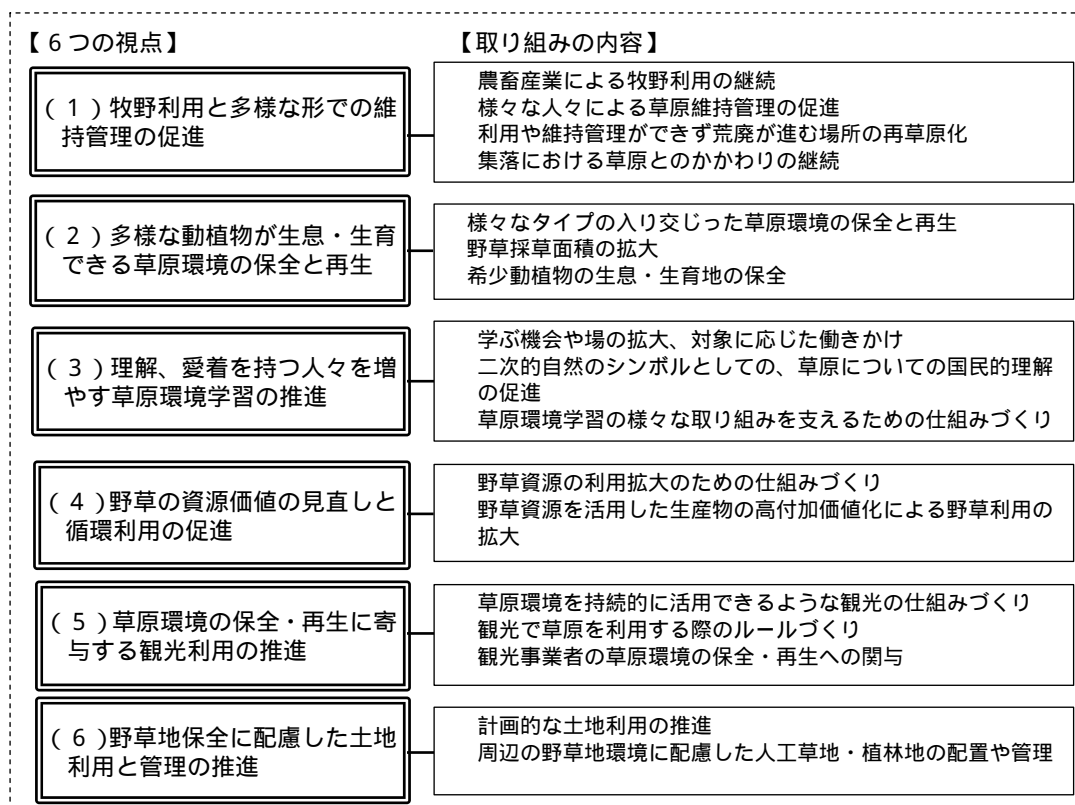 【６つの視点】
【取り組みの内容】
（１）牧野利用と多様な形での維
持管理の促進
農畜産業による牧野利用の継続
様々な人々による草原維持管理の促進
利用や維持管理ができず荒廃が進む場所の再草原化
集落における草原とのかかわりの継続
（２）多様な動植物が生息・生育
できる草原環境の保全と再生
様々なタイプの入り交じった草原環境の保全と再生
野草採草面積の拡大
希少動植物の生息・生育地の保全
（３）理解、愛着を持つ人々を増
やす草原環境学習の推進
学ぶ機会や場の拡大、対象に応じた働きかけ
二次的自然のシンボルとしての、草原についての国民的理解
の促進
草原環境学習の様々な取り組みを支えるための仕組みづくり
（４）野草の資源価値の見直しと
循環利用の促進
野草資源の利用拡大のための仕組みづくり
野草資源を活用した生産物の高付加価値化による野草利用の
拡大
（５）草原環境の保全・再生に寄
与する観光利用の推進
草原環境を持続的に活用できるような観光の仕組みづくり
観光で草原を利用する際のルールづくり
観光事業者の草原環境の保全・再生への関与
（６）野草地保全に配慮した土地
利用と管理の推進
計画的な土地利用の推進
周辺の野草地環境に配慮した人工草地・植林地の配置や管理